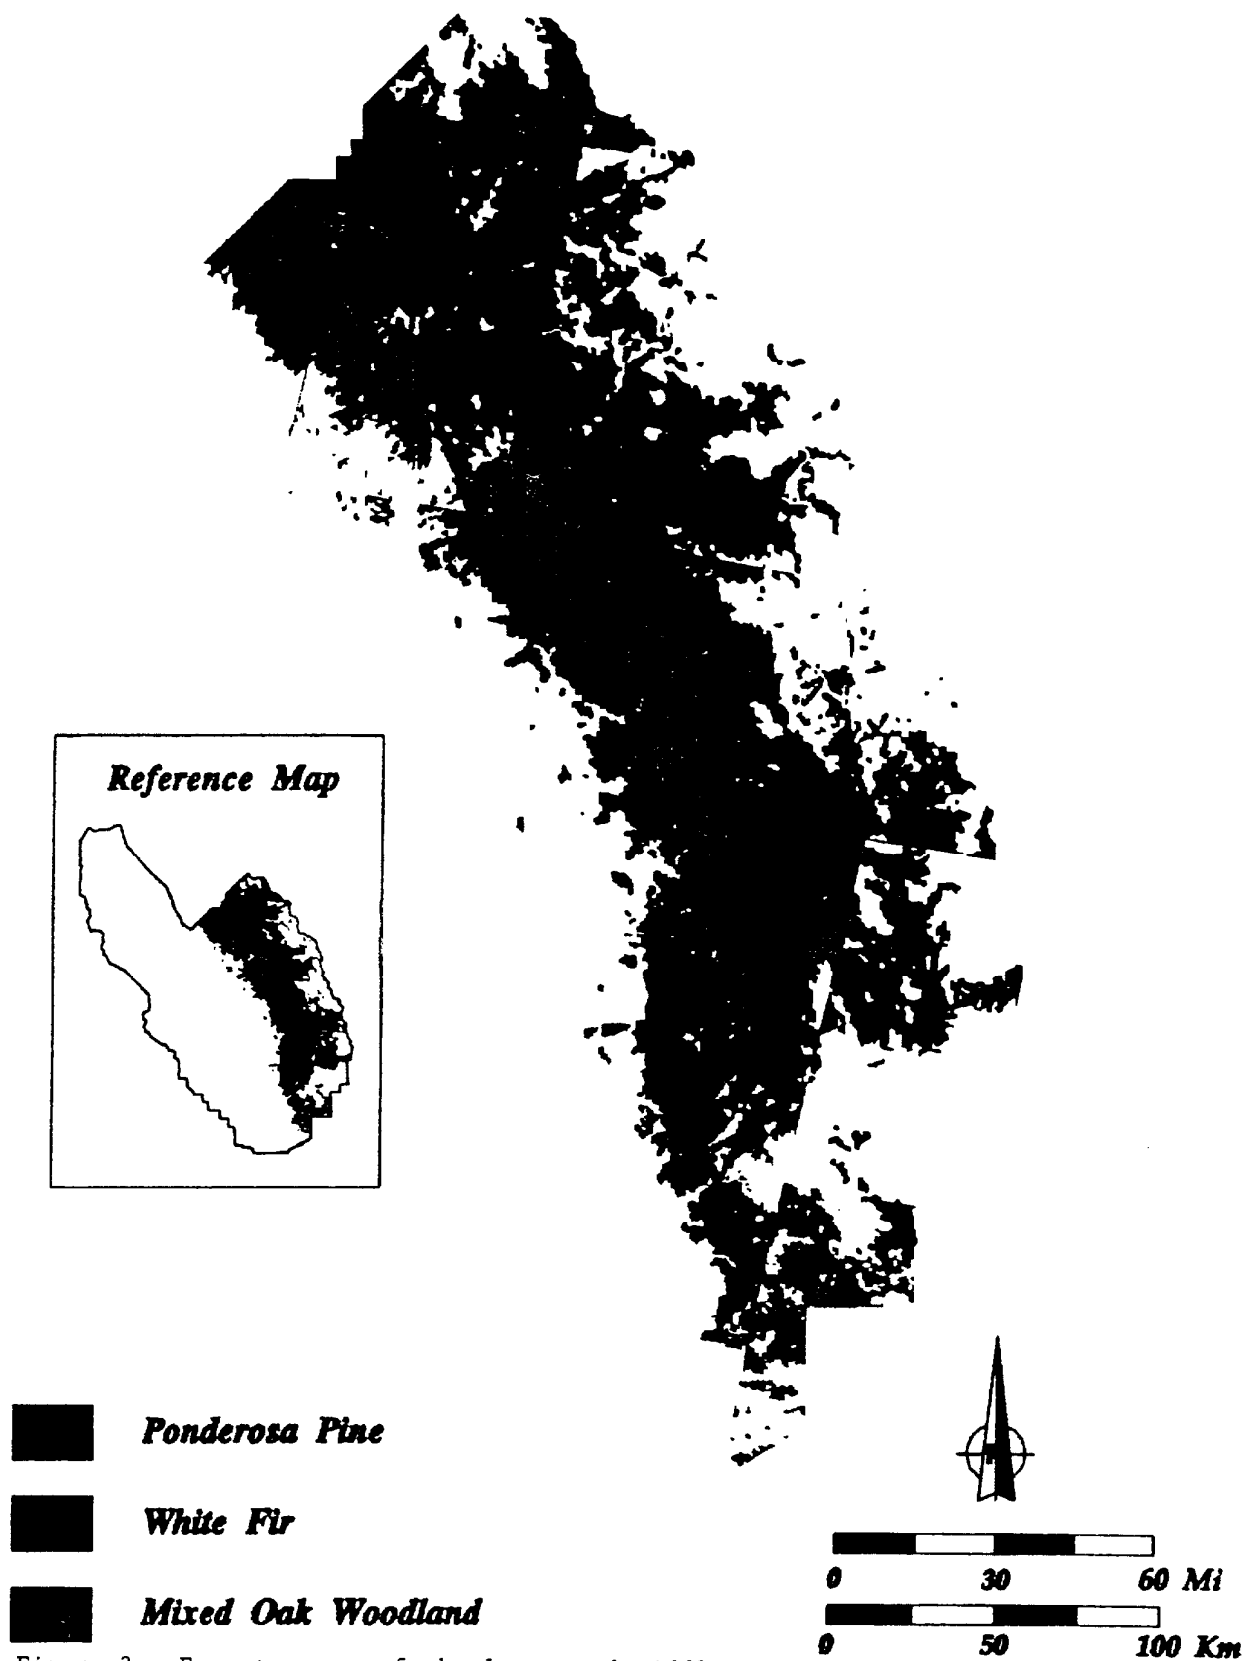 Reference Map
Ponderosa Pine
White Fir
Mixed Oak Woodland
N
0 30 60 Mi
0 50 100 Km